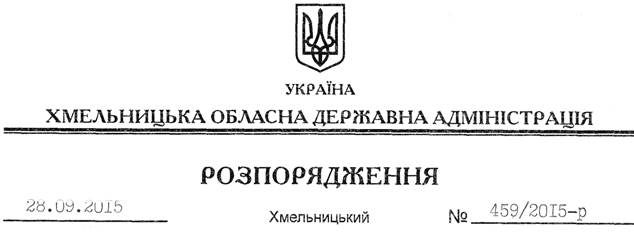 УКРАЇНА
ХМЕЛЬНИЦЬКА ОБЛАСНА ДЕРЖАВНА АДМІНІСТРАЦІЯ
РОЗПОРЯДЖЕННЯ
28.09.2015 Хмельницький № 459/2015-р